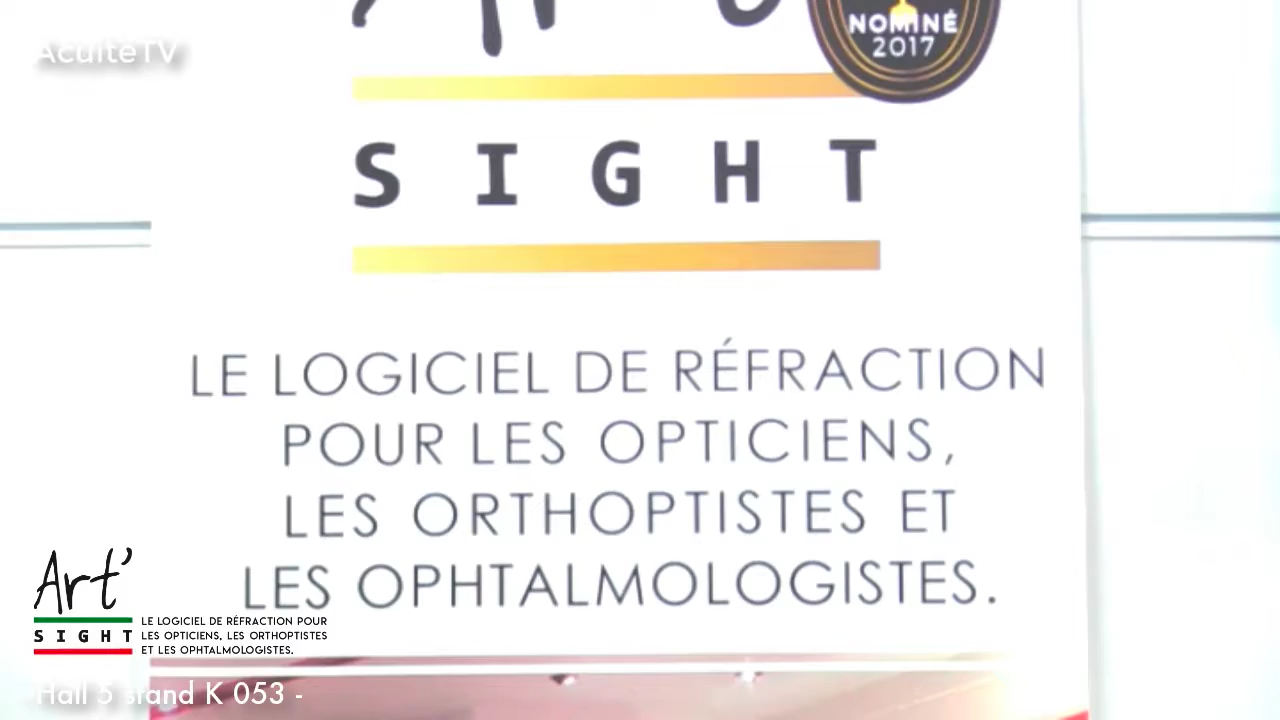 AcuitéTV
NOMINÉ
2017
SIGHT
LE LOGICIEL DE RÉFRACTION
POUR LES OPTICIENS,
LES ORTHOPTISTES ET
LES OPHTALMOLOGISTES.
Art'
SIGHT
LE LOGICIEL DE RÉFRACTION POUR
LES OPTICIENS, LES ORTHOPTISTES
ET LES OPHTALMOLOGISTES.
Hall 5 stand K 053 -